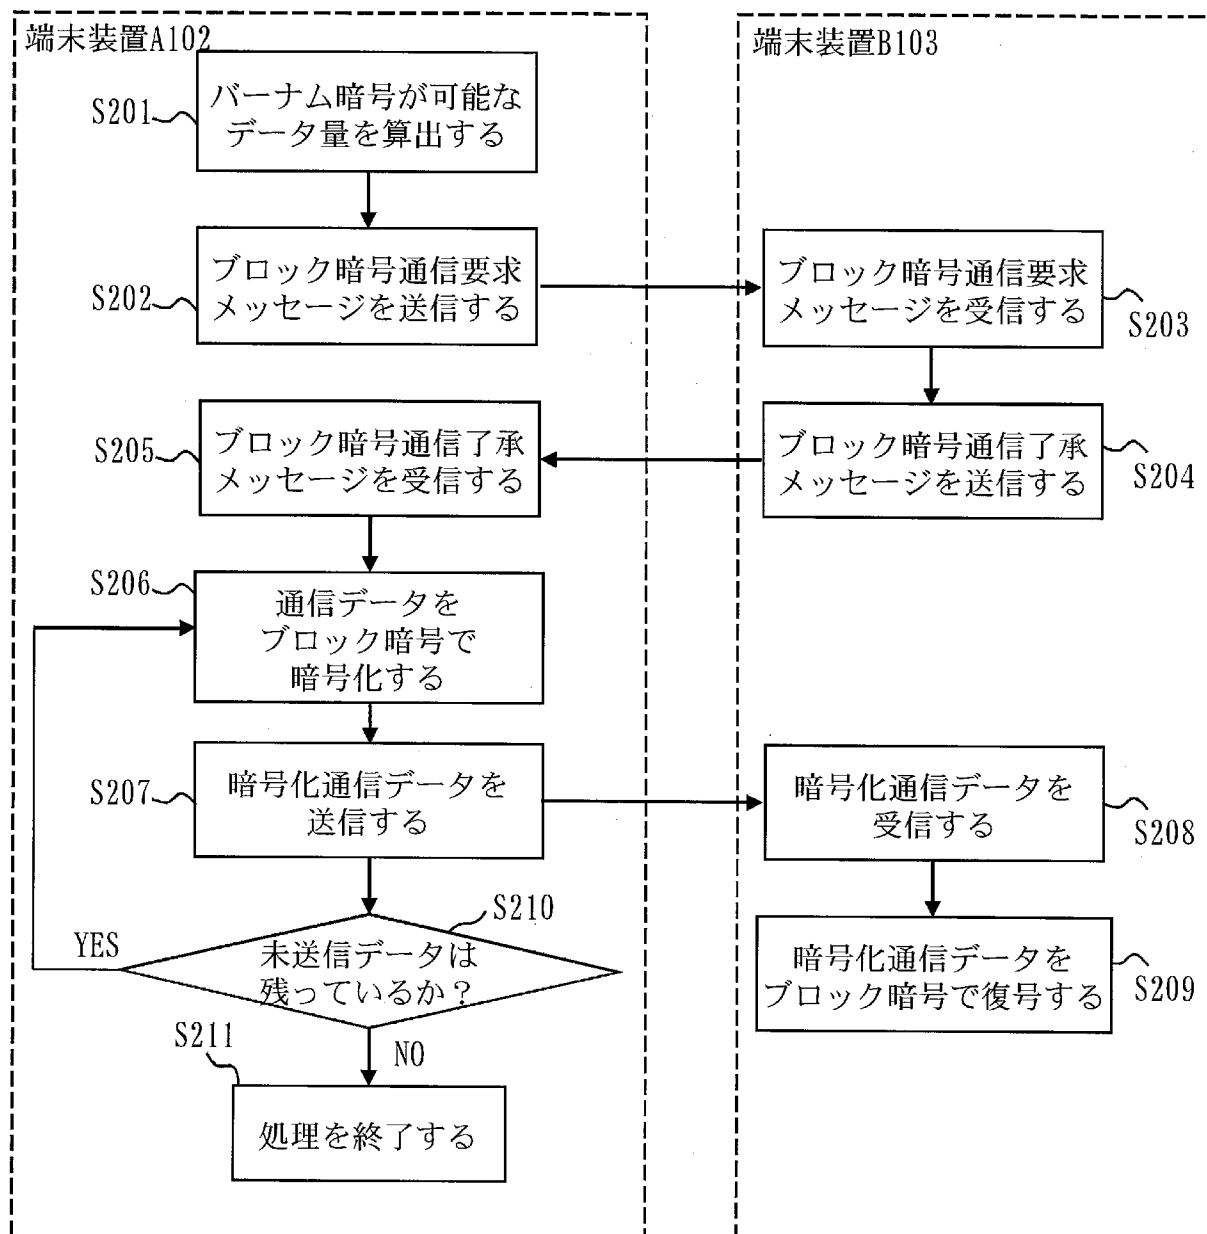 端末装置A102
S201
バーナム暗号が可能な
データ量を算出する
S202
ブロック暗号通信要求
メッセージを送信する
S205
ブロック暗号通信了承
メッセージを受信する
S206
通信データを
ブロック暗号で
暗号化する
S207
暗号化通信データを
送信する
S210
YES
未送信データは
残っているか？
S211
NO
処理を終了する
端末装置B103
ブロック暗号通信要求
メッセージを受信する
S203
ブロック暗号通信了承
メッセージを送信する
S204
暗号化通信データを
受信する
S208
暗号化通信データを
ブロック暗号で復号する
S209